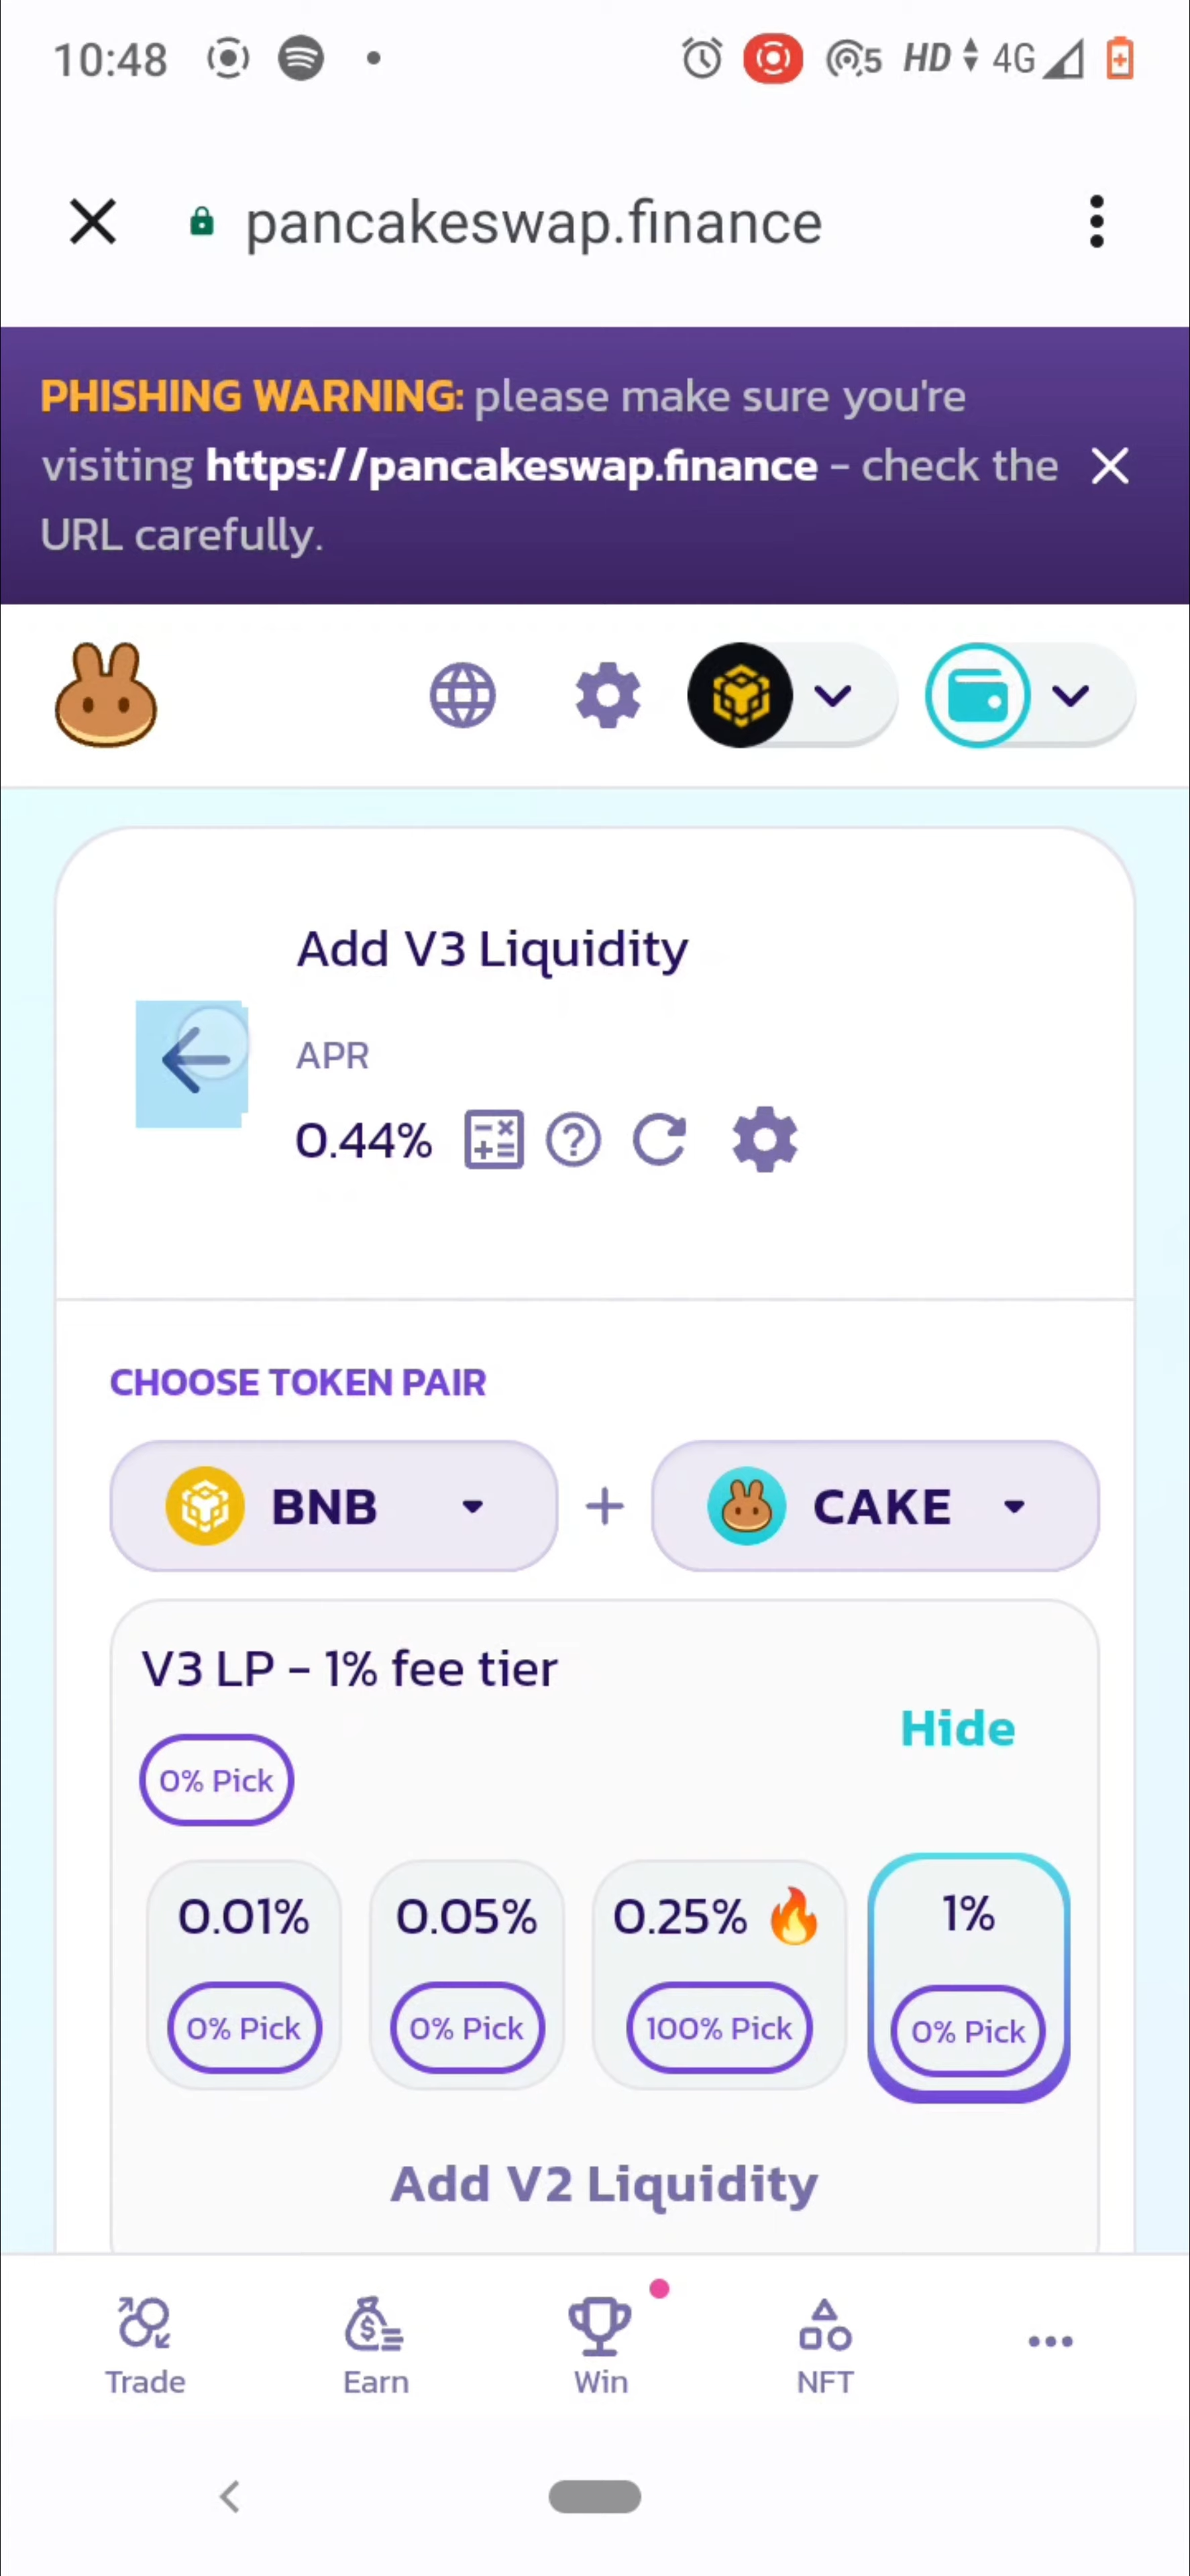 10:48
5 HD 4G
pancakeswap.finance
PHISHING WARNING: please make sure you're
visiting https://pancakeswap.finance - check the
URL carefully.
Add V3 Liquidity
APR
0.44%
CHOOSE TOKEN PAIR
BNB + CAKE
V3 LP - 1% fee tier
Hide
0% Pick
0.01% 0.05% 0.25% 🔥 1%
0% Pick 0% Pick 100% Pick 0% Pick
Add V2 Liquidity
Trade Earn Win NFT